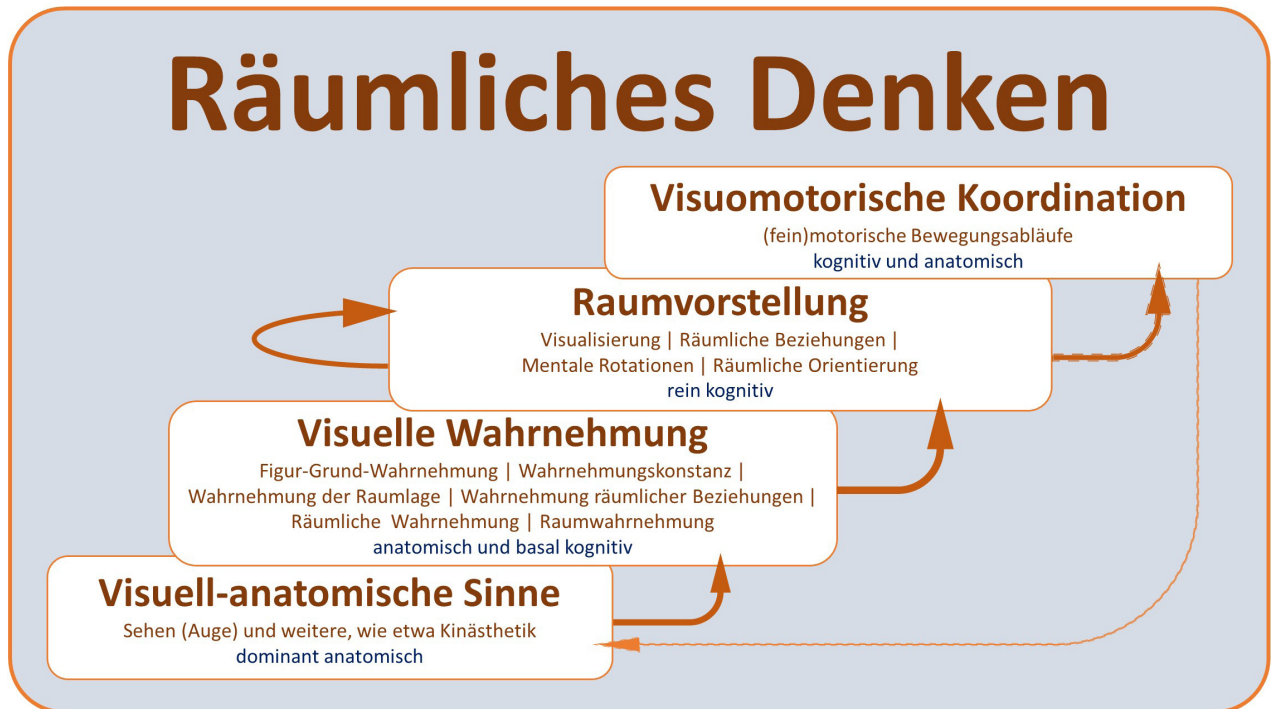 Räumliches Denken
Visuomotorische Koordination
(fein)motorische Bewegungsabläufe
kognitiv und anatomisch
Raumvorstellung
Visualisierung | Räumliche Beziehungen |
Mentale Rotationen | Räumliche Orientierung
rein kognitiv
Visuelle Wahrnehmung
Figur-Grund-Wahrnehmung | Wahrnehmungskonstanz |
Wahrnehmung der Raumlage | Wahrnehmung räumlicher Beziehungen |
Räumliche Wahrnehmung | Raumwahrnehmung
anatomisch und basal kognitiv
Visuell-anatomische Sinne
Sehen (Auge) und weitere, wie etwa Kinästhetik
dominant anatomisch